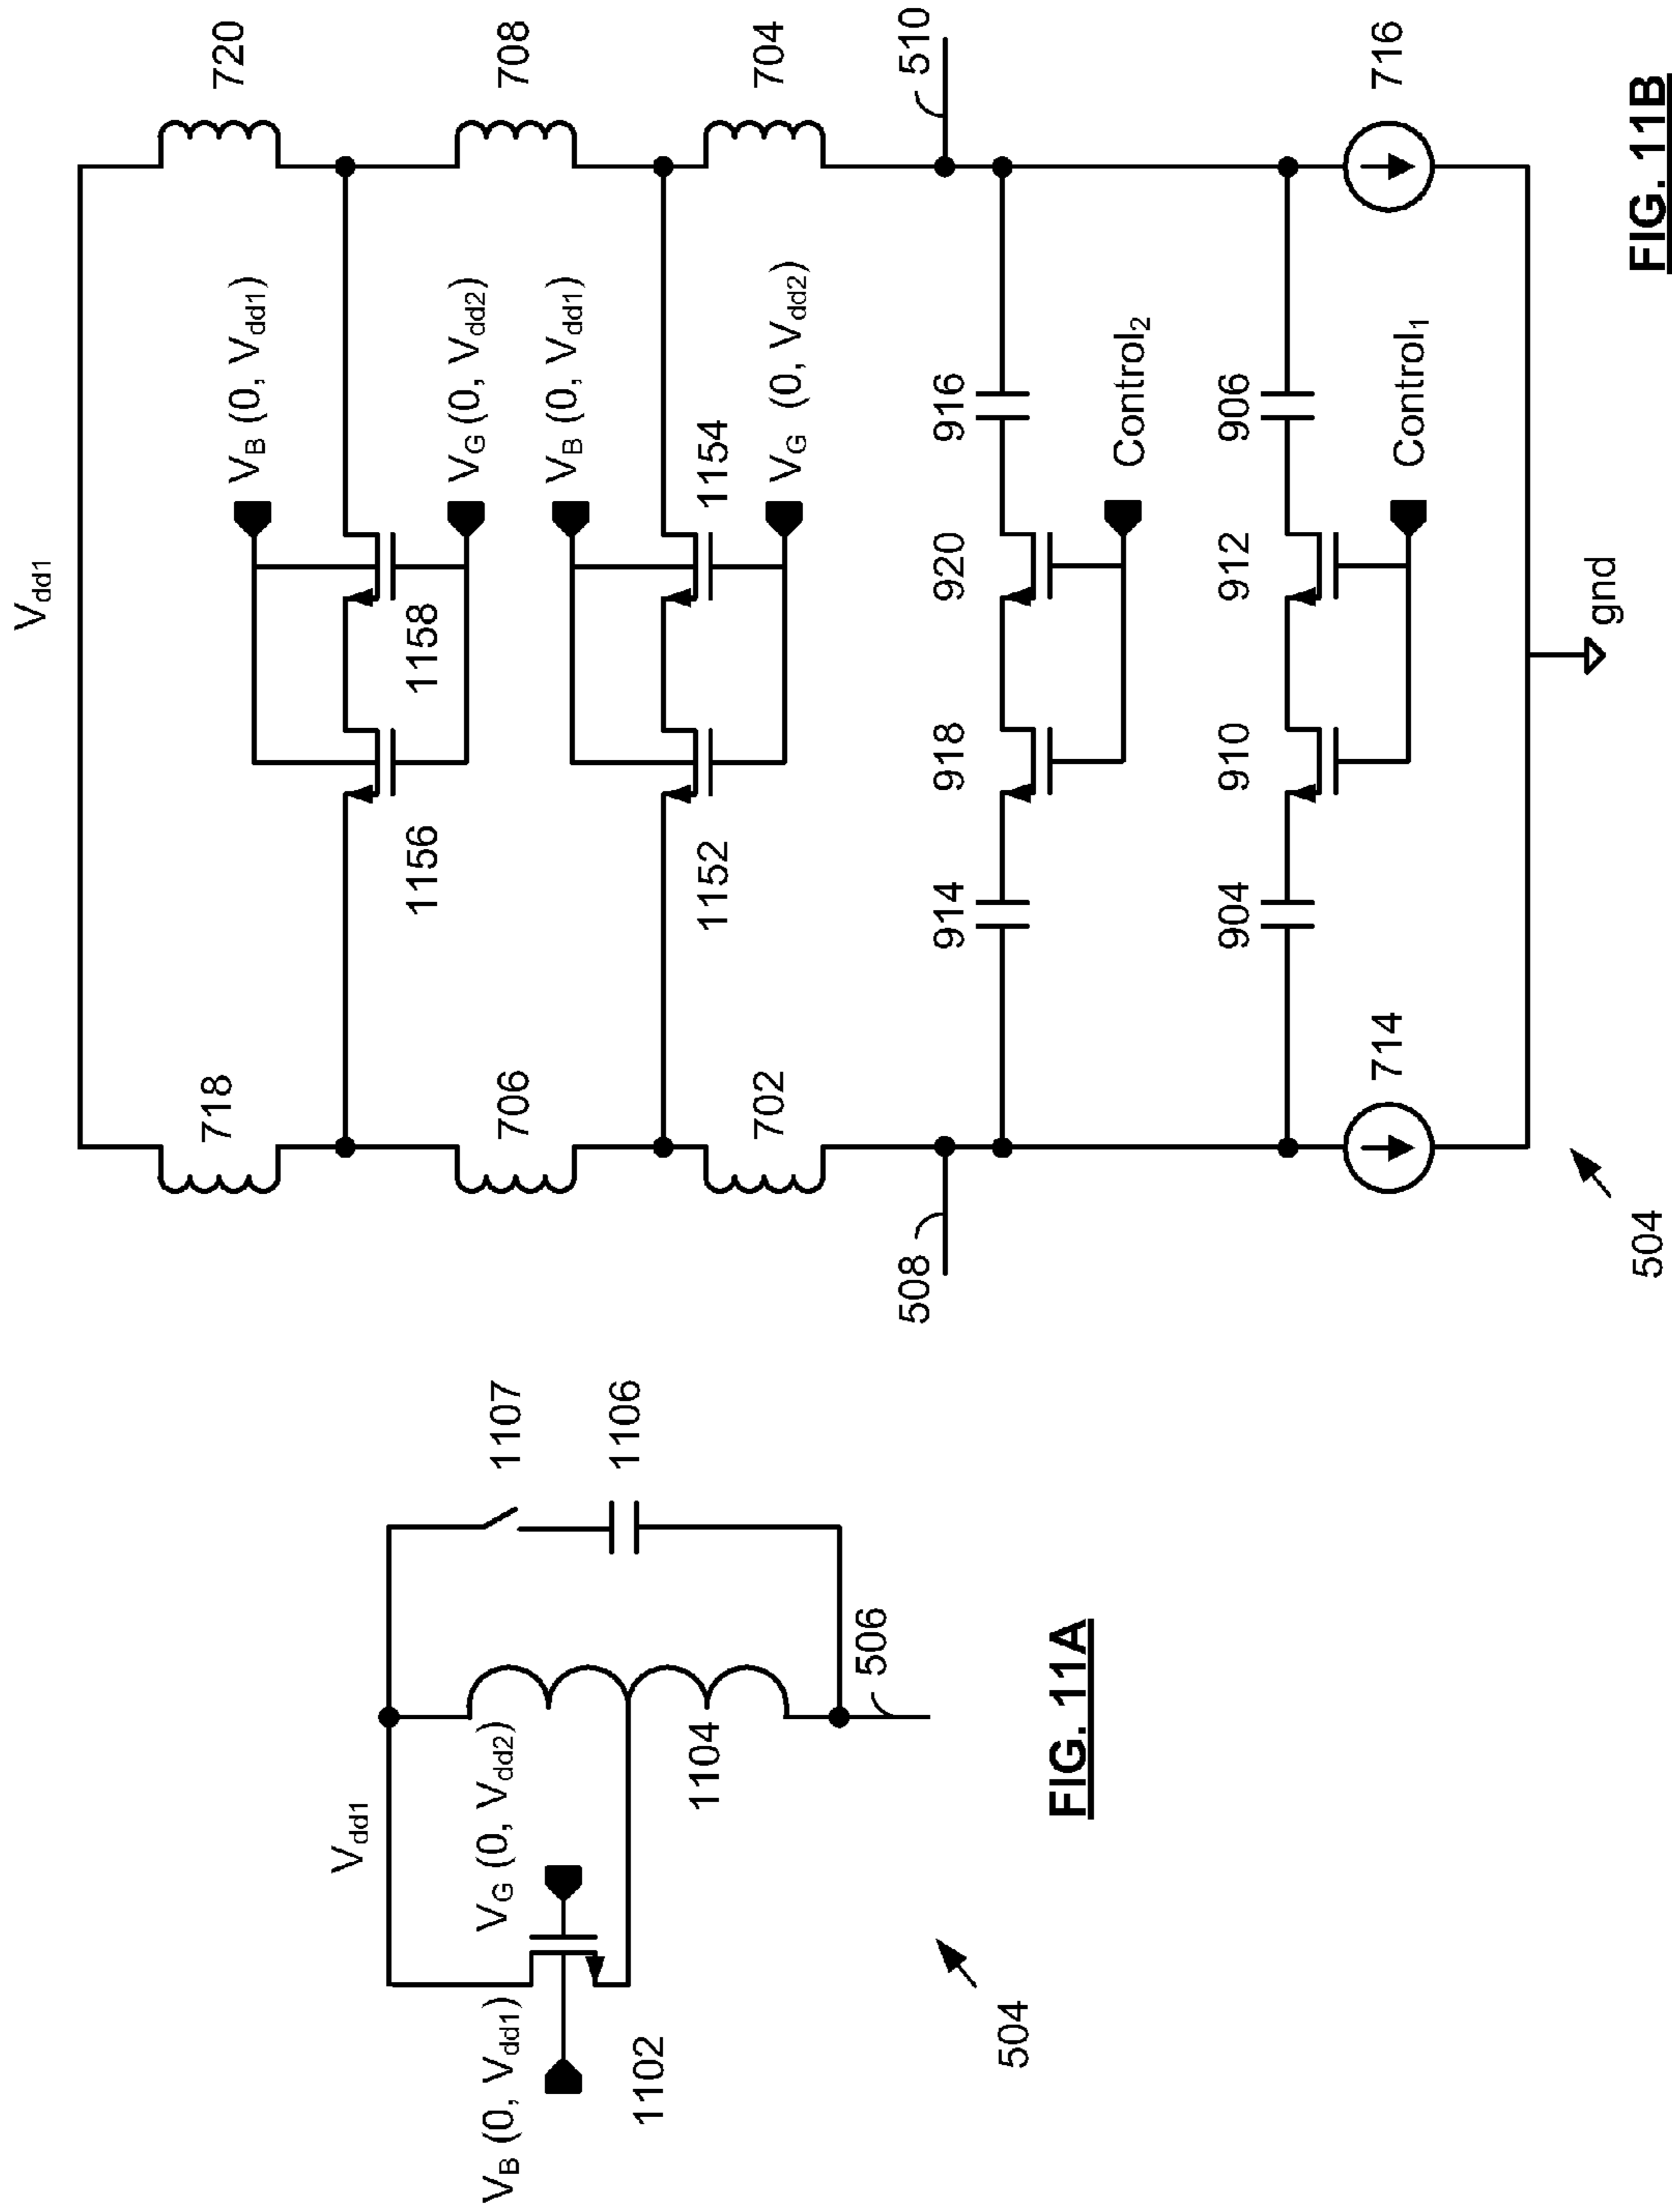 V_B (0, V_dd1)
V_G (0, V_dd2)
V_dd1
1102
1104
1107
1106
506
504
FIG. 11A
V_dd1
718
720
V_B (0, V_dd1)
1156
1158
V_G (0, V_dd2)
706
708
V_B (0, V_dd1)
1152
1154
702
704
V_G (0, V_dd2)
508
510
914
918
920
916
Control₂
904
910
912
906
Control₁
714
716
gnd
504
FIG. 11B